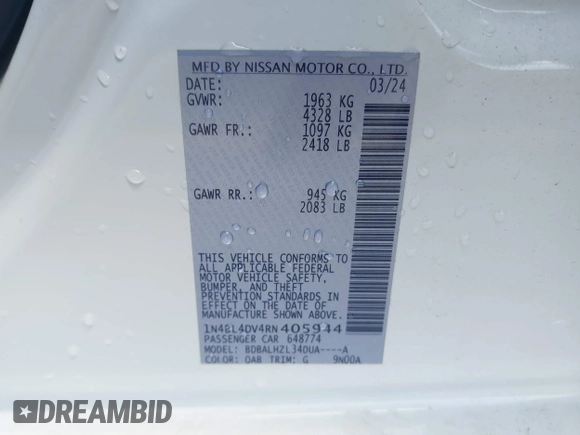 MFD BY NISSAN MOTOR CO., LTD.
DATE: 03/24
GVWR: 1963 KG
4328 LB
GAWR FR.: 1097 KG
2418 LB
GAWR RR.: 945 KG
2083 LB
THIS VEHICLE CONFORMS TO
ALL APPLICABLE FEDERAL
MOTOR VEHICLE SAFETY,
BUMPER, AND THEFT
PREVENTION STANDARDS IN
EFFECT ON THE DATE OF
MANUFACTURE SHOWN ABOVE.
1N4BL4DV4RN405944
PASSENGER CAR 648774
MODEL: BDBALHZL34DUA----A
COLOR: QAB TRIM: G 9N00A
DREAMBID